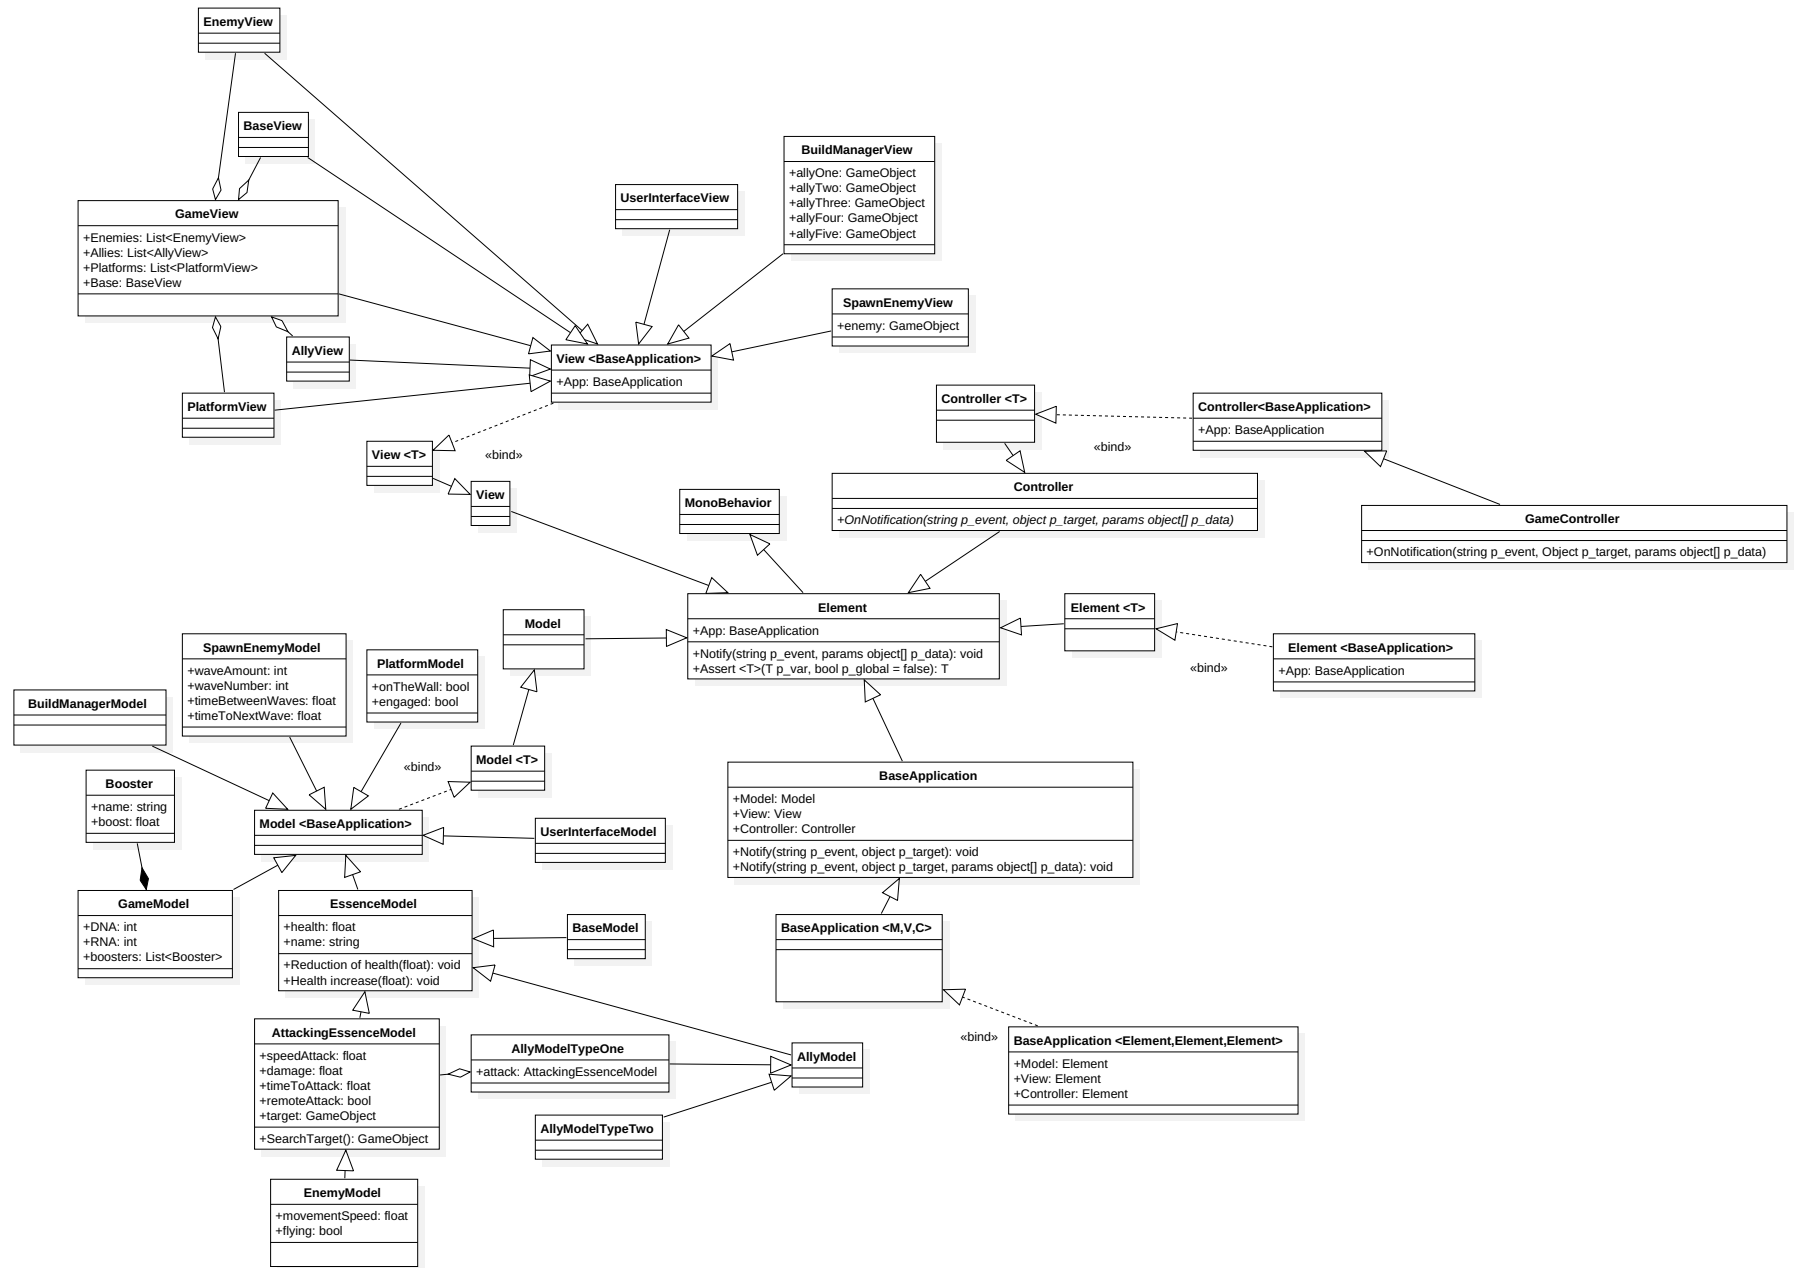 EnemyView
BaseView
GameView
+Enemies: List<EnemyView>
+Allies: List<AllyView>
+Platforms: List<PlatformView>
+Base: BaseView
AllyView
PlatformView
UserInterfaceView
BuildManagerView
+allyOne: GameObject
+allyTwo: GameObject
+allyThree: GameObject
+allyFour: GameObject
+allyFive: GameObject
SpawnEnemyView
+enemy: GameObject
View <BaseApplication>
+App: BaseApplication
View <T>
«bind»
View
MonoBehavior
Controller <T>
«bind»
Controller<BaseApplication>
+App: BaseApplication
Controller
+OnNotification(string p_event, object p_target, params object[] p_data)
GameController
+OnNotification(string p_event, Object p_target, params object[] p_data)
Element
+App: BaseApplication
+Notify(string p_event, params object[] p_data): void
+Assert <T>(T p_var, bool p_global = false): T
Element <T>
«bind»
Element <BaseApplication>
+App: BaseApplication
Model
SpawnEnemyModel
+waveAmount: int
+waveNumber: int
+timeBetweenWaves: float
+timeToNextWave: float
PlatformModel
+onTheWall: bool
+engaged: bool
BuildManagerModel
Model <T>
«bind»
Booster
+name: string
+boost: float
Model <BaseApplication>
UserInterfaceModel
BaseApplication
+Model: Model
+View: View
+Controller: Controller
+Notify(string p_event, object p_target): void
+Notify(string p_event, object p_target, params object[] p_data): void
GameModel
+DNA: int
+RNA: int
+boosters: List<Booster>
EssenceModel
+health: float
+name: string
+Reduction of health(float): void
+Health increase(float): void
BaseModel
BaseApplication <M,V,C>
«bind»
BaseApplication <Element,Element,Element>
+Model: Element
+View: Element
+Controller: Element
AttackingEssenceModel
+speedAttack: float
+damage: float
+timeToAttack: float
+remoteAttack: bool
+target: GameObject
+SearchTarget(): GameObject
AllyModelTypeOne
+attack: AttackingEssenceModel
AllyModel
AllyModelTypeTwo
EnemyModel
+movementSpeed: float
+flying: bool